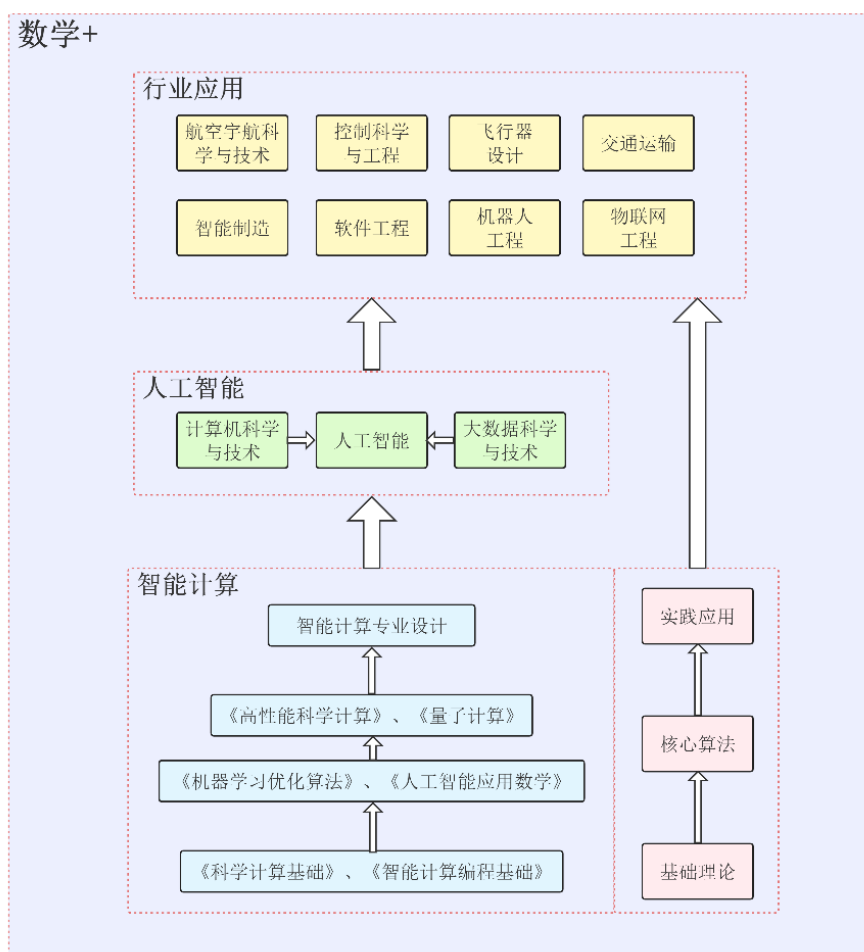 数学+
行业应用
航空宇航科
学与技术
控制科学
与工程
飞行器
设计
交通运输
智能制造
软件工程
机器人
工程
物联网
工程
人工智能
计算机科学
与技术
人工智能
大数据科学
与技术
智能计算
智能计算专业设计
《高性能科学计算》、《量子计算》
《机器学习优化算法》、《人工智能应用数学》
《科学计算基础》、《智能计算编程基础》
实践应用
核心算法
基础理论